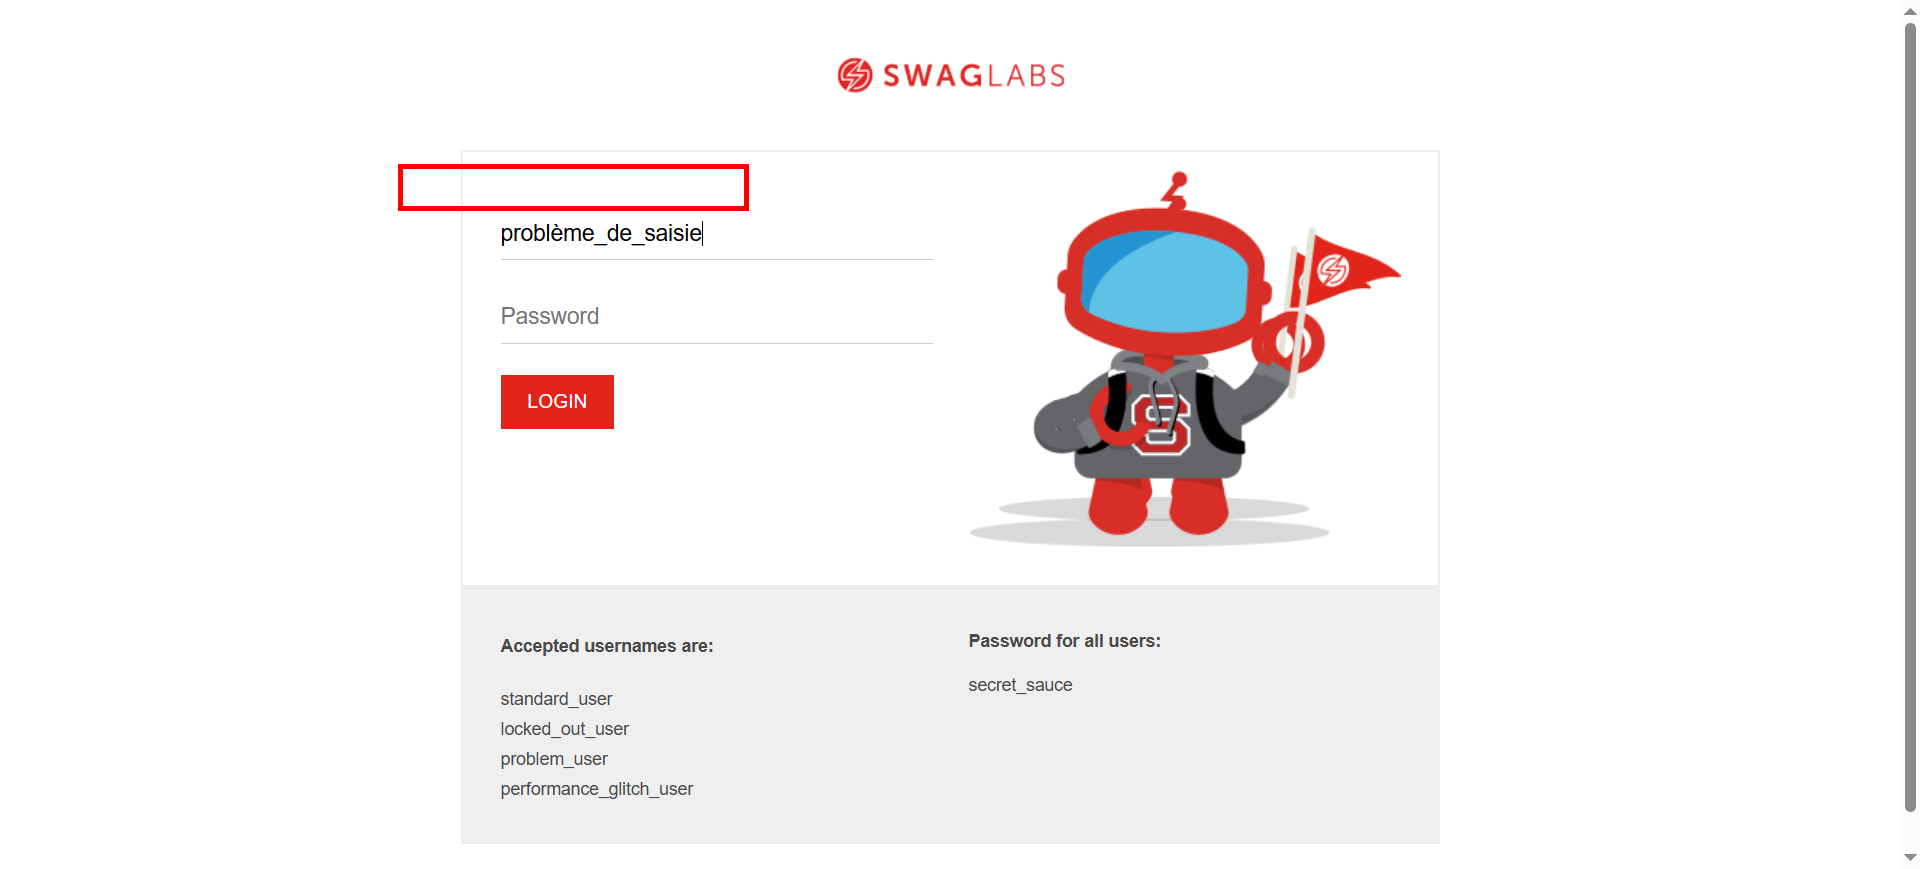 SWAGLABS
problème_de_saisie
Password
LOGIN
S
Accepted usernames are:
standard_user
locked_out_user
problem_user
performance_glitch_user
Password for all users:
secret_sauce